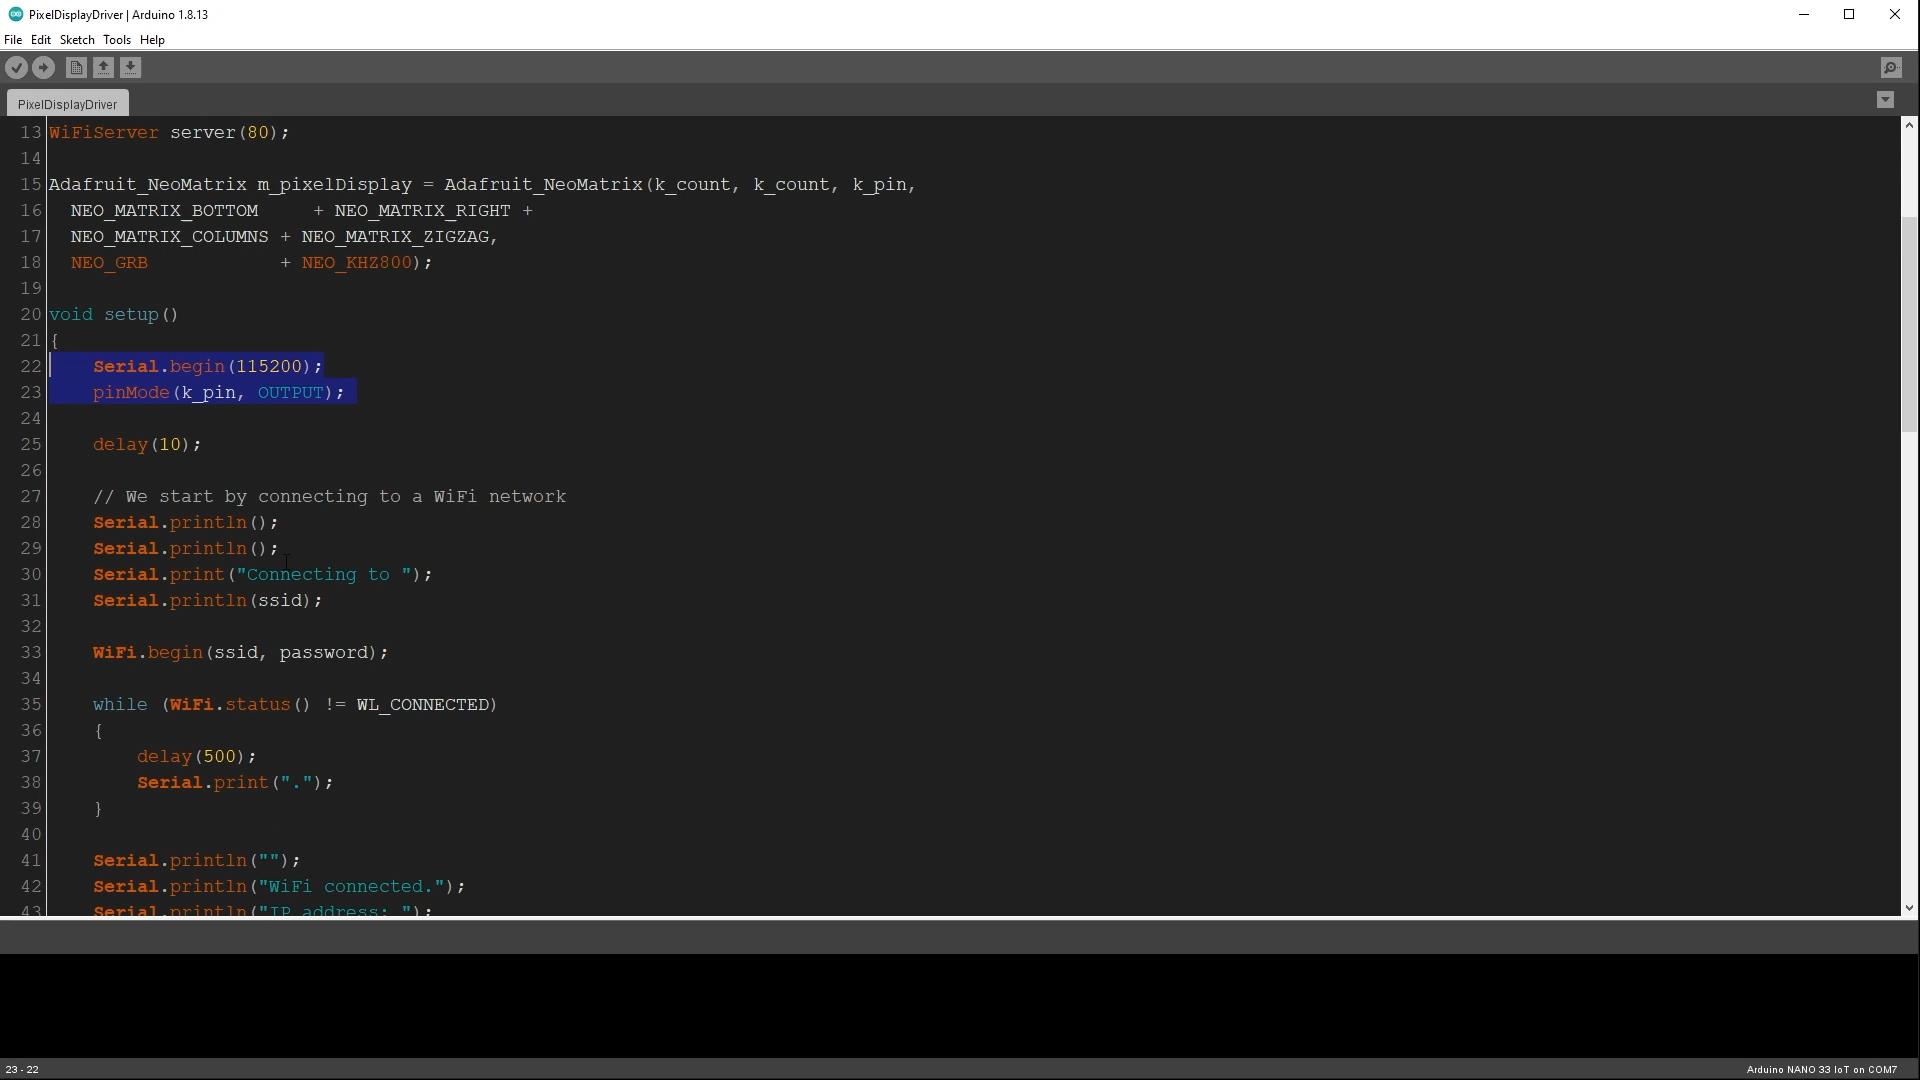 PixelDisplayDriver | Arduino 1.8.13
File Edit Sketch Tools Help
PixelDisplayDriver
13 WiFiServer server(80);
14
15 Adafruit_NeoMatrix m_pixelDisplay = Adafruit_NeoMatrix(k_count, k_count, k_pin,
16 NEO_MATRIX_BOTTOM + NEO_MATRIX_RIGHT +
17 NEO_MATRIX_COLUMNS + NEO_MATRIX_ZIGZAG,
18 NEO_GRB + NEO_KHZ800);
19
20 void setup()
21 {
22 Serial.begin(115200);
23 pinMode(k_pin, OUTPUT);
24
25 delay(10);
26
27 // We start by connecting to a WiFi network
28 Serial.println();
29 Serial.println();
30 Serial.print("Connecting to ");
31 Serial.println(ssid);
32
33 WiFi.begin(ssid, password);
34
35 while (WiFi.status() != WL_CONNECTED)
36 {
37 delay(500);
38 Serial.print(".");
39 }
40
41 Serial.println("");
42 Serial.println("WiFi connected.");
43 Serial.println("IP address: ");
23 - 22
Arduino NANO 33 IoT on COM7